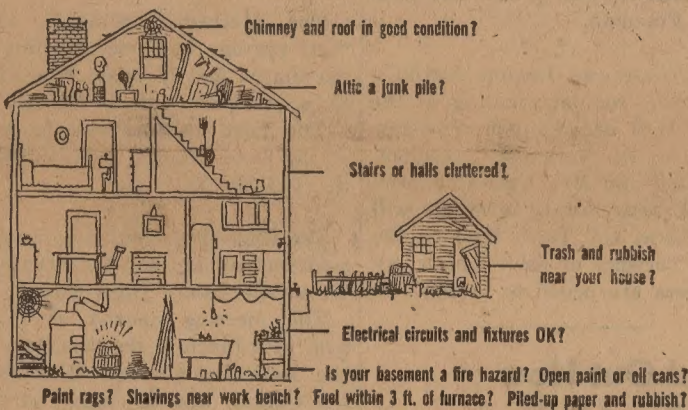 Chimney and roof in good condition?
Attic a junk pile?
Stairs or halls cluttered?
Trash and rubbish
near your house?
Electrical circuits and fixtures OK?
Is your basement a fire hazard? Open paint or oil cans?
Paint rags? Shavings near work bench? Fuel within 3 ft. of furnace? Piled-up paper and rubbish?